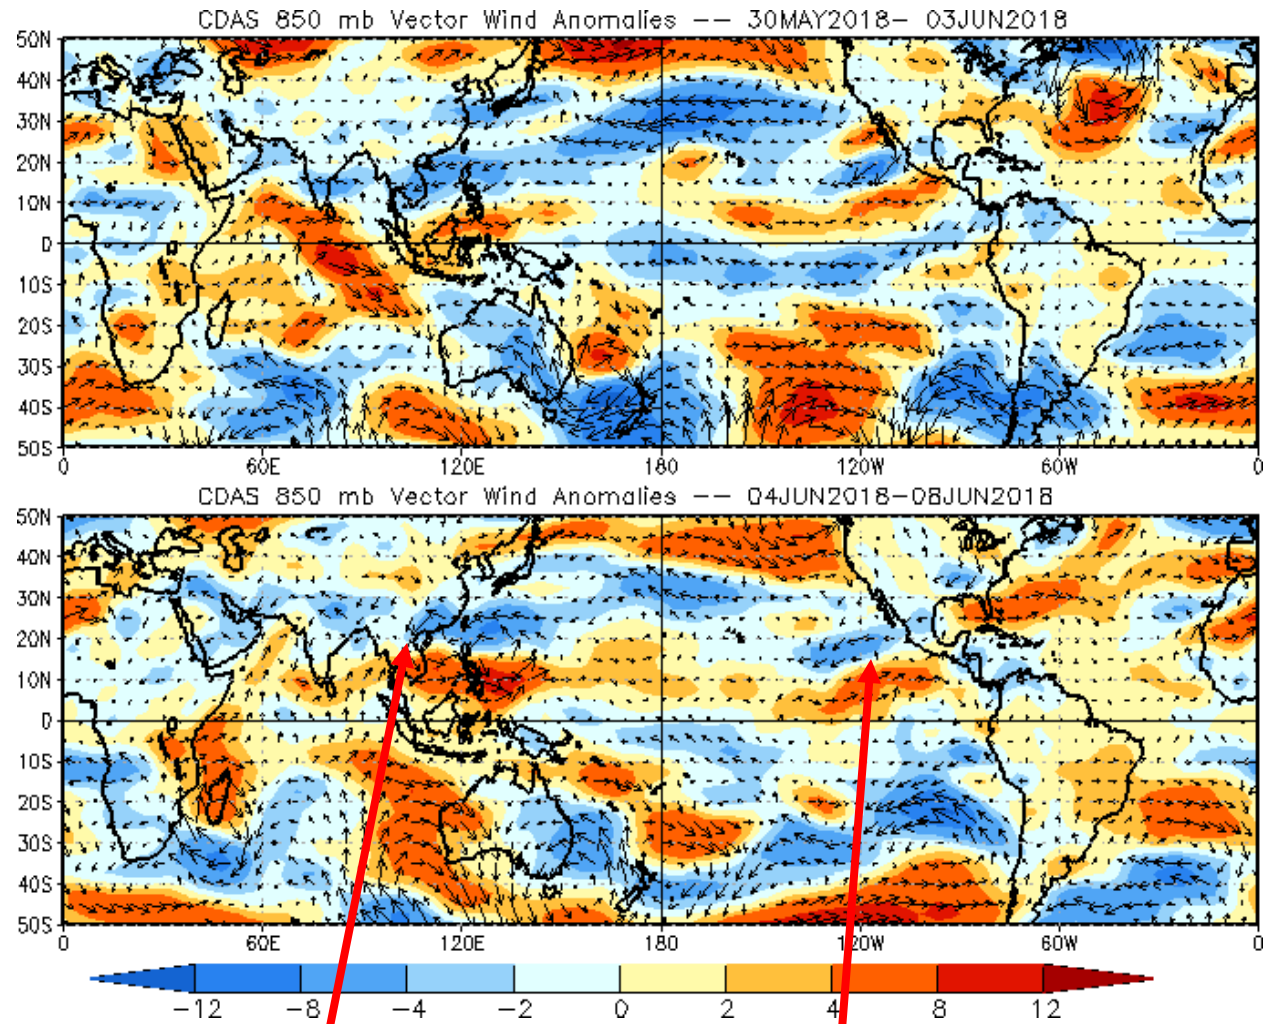 CDAS 850 mb Vector Wind Anomalies -- 30MAY2018- 03JUN2018
50N
40N
30N
20N
10N
0
10S
20S
30S
40S
50S
0 60E 120E 180 120W 60W 0
CDAS 850 mb Vector Wind Anomalies -- 04JUN2018-08JUN2018
50N
40N
30N
20N
10N
0
10S
20S
30S
40S
50S
0 60E 120E 180 120W 60W 0
-12 -8 -4 -2 0 2 4 8 12